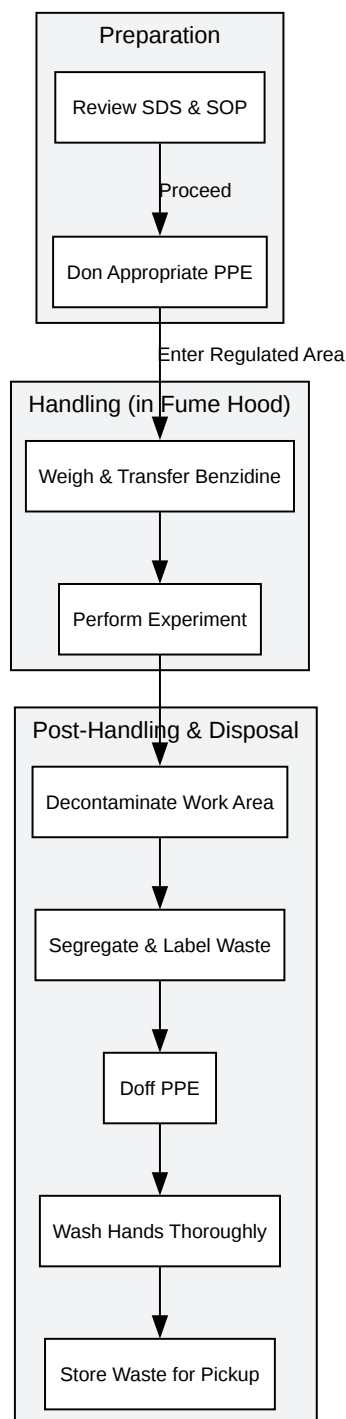 Preparation
Review SDS & SOP
Proceed
Don Appropriate PPE
Enter Regulated Area
Handling (in Fume Hood)
Weigh & Transfer Benzidine
Perform Experiment
Post-Handling & Disposal
Decontaminate Work Area
Segregate & Label Waste
Doff PPE
Wash Hands Thoroughly
Store Waste for Pickup